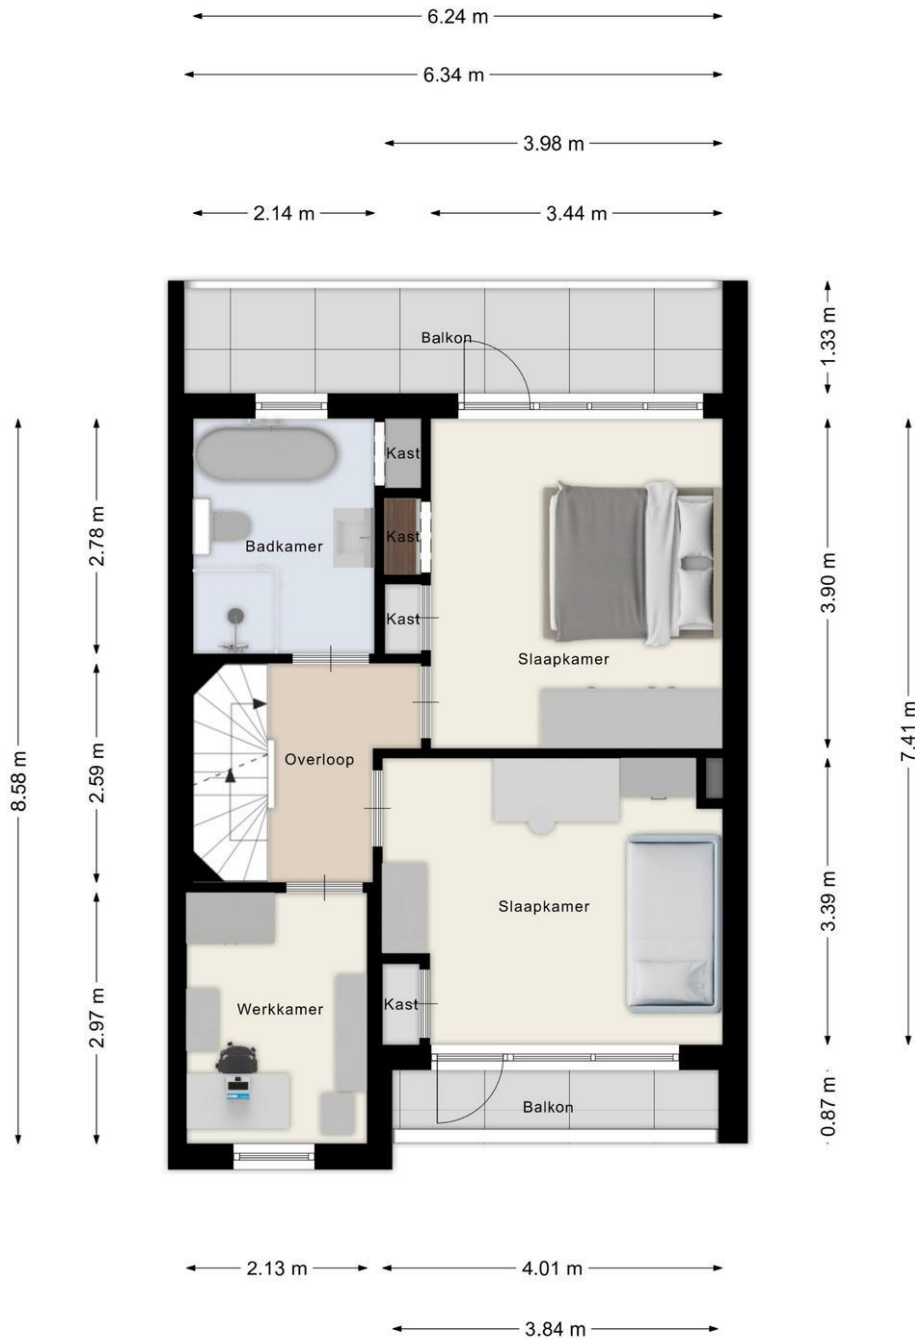 6.24 m
6.34 m
3.98 m
2.14 m
3.44 m
1.33 m
Balkon
Kast
Badkamer
Kast
2.78 m
3.90 m
Kast
Slaapkamer
8.58 m
2.59 m
Overloop
7.41 m
Slaapkamer
3.39 m
Werkkamer
Kast
2.97 m
Balkon
0.87 m
2.13 m
4.01 m
3.84 m